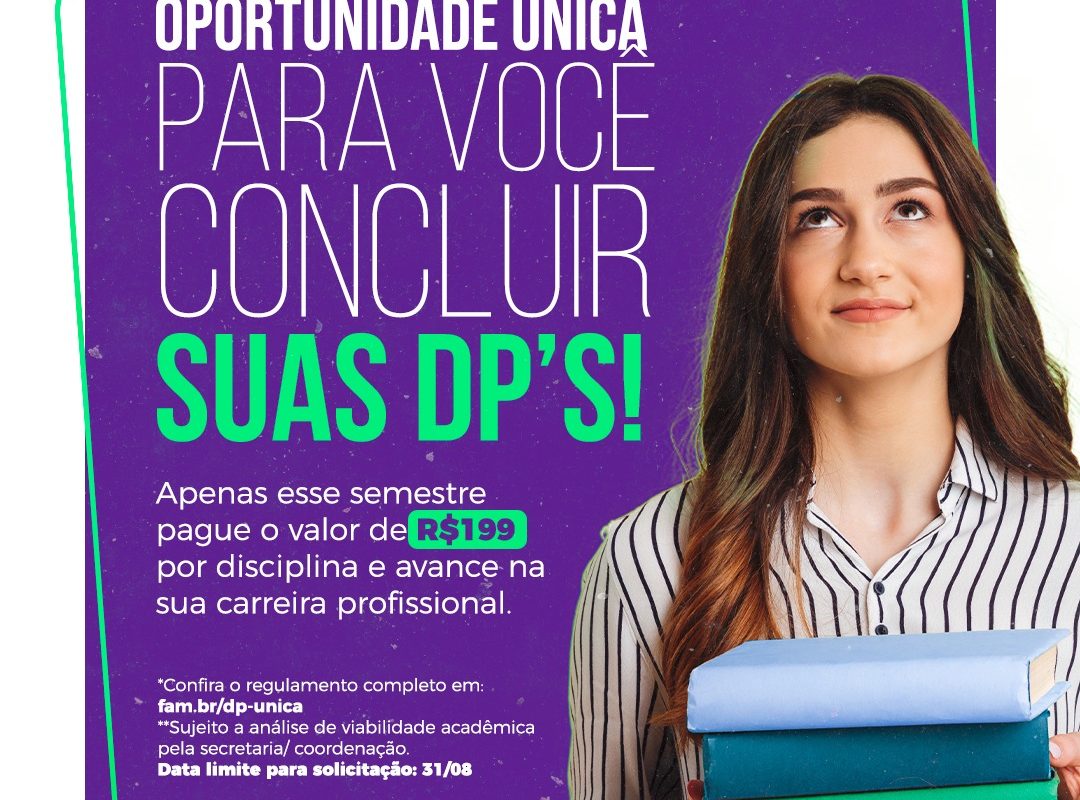 OPORTUNIDADE ÚNICA
PARA VOCÊ
CONCLUIR
SUAS DP'S!
Apenas esse semestre
pague o valor de R$199
por disciplina e avance na
sua carreira profissional.
*Confira o regulamento completo em:
fam.br/dp-unica
**Sujeito a análise de viabilidade acadêmica
pela secretaria/ coordenação.
Data limite para solicitação: 31/08